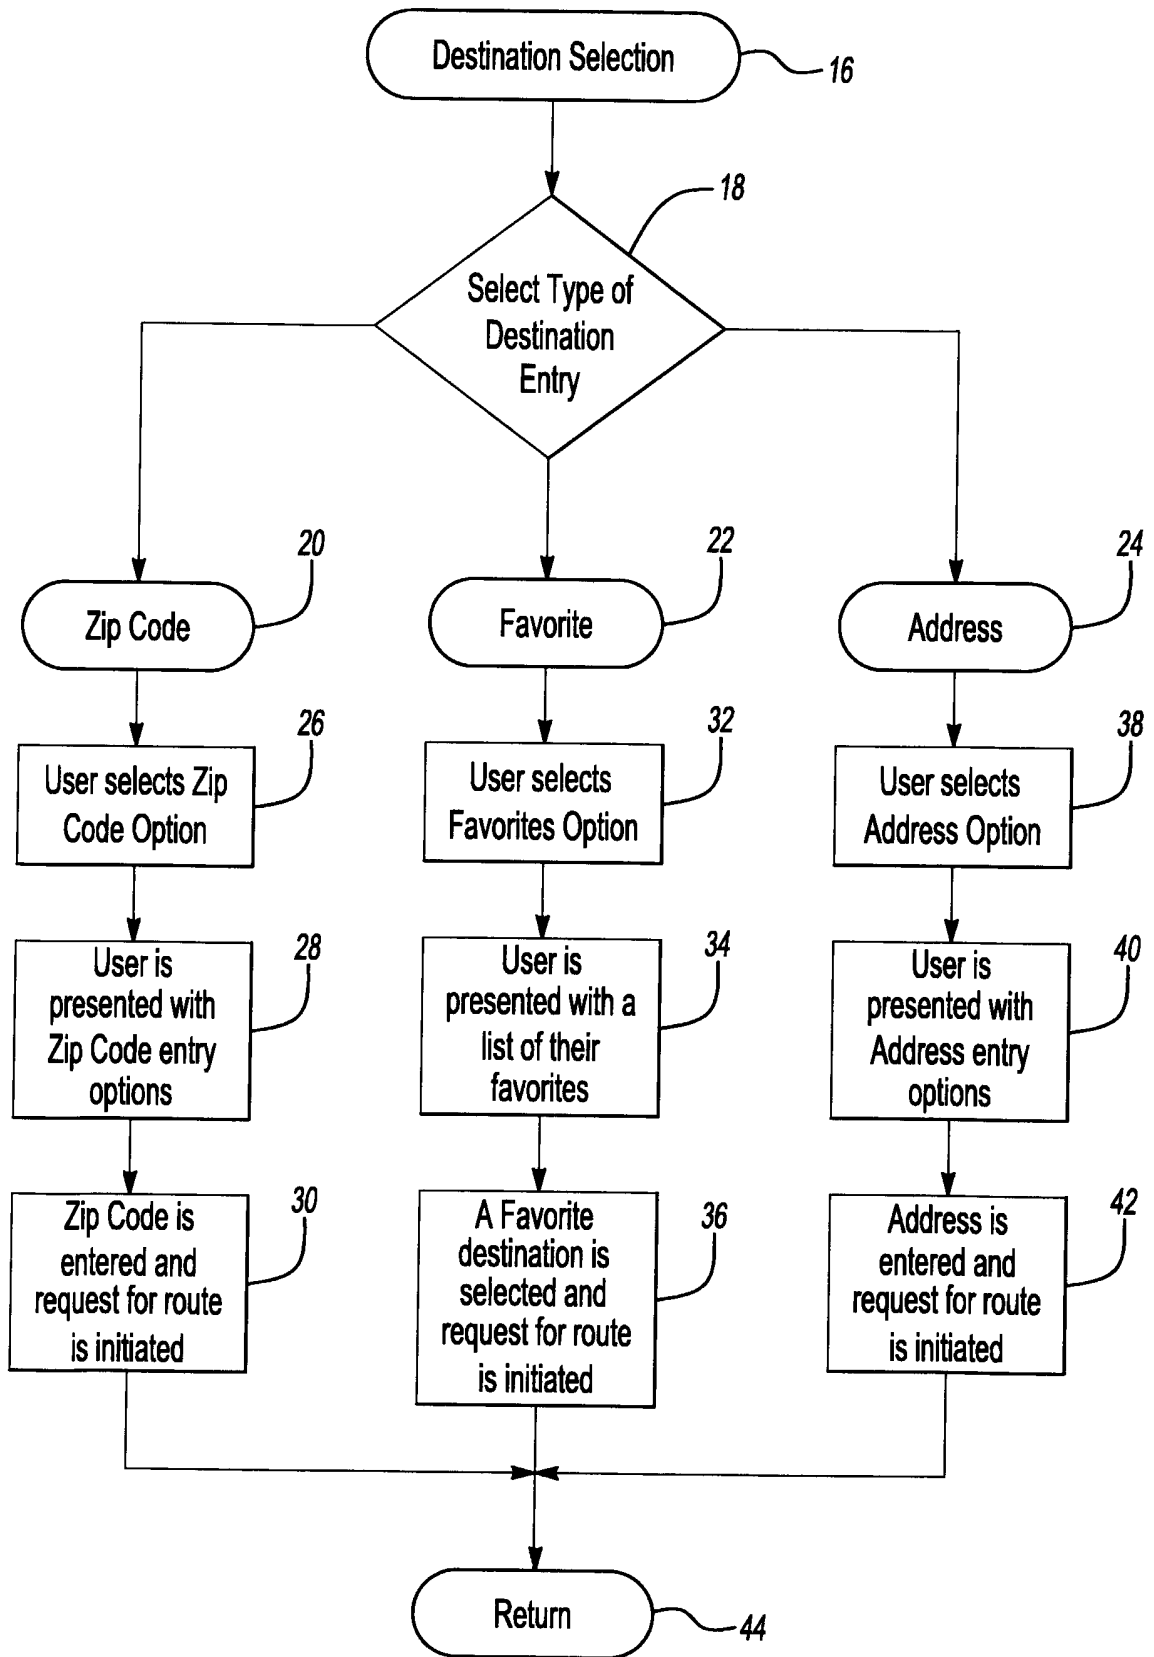 Destination Selection
16
18
Select Type of
Destination
Entry
20
22
24
Zip Code
Favorite
Address
26
32
38
User selects Zip
Code Option
User selects
Favorites Option
User selects
Address Option
28
34
40
User is
presented with
Zip Code entry
options
User is
presented with a
list of their
favorites
User is
presented with
Address entry
options
30
36
42
Zip Code is
entered and
request for route
is initiated
A Favorite
destination is
selected and
request for route
is initiated
Address is
entered and
request for route
is initiated
Return
44